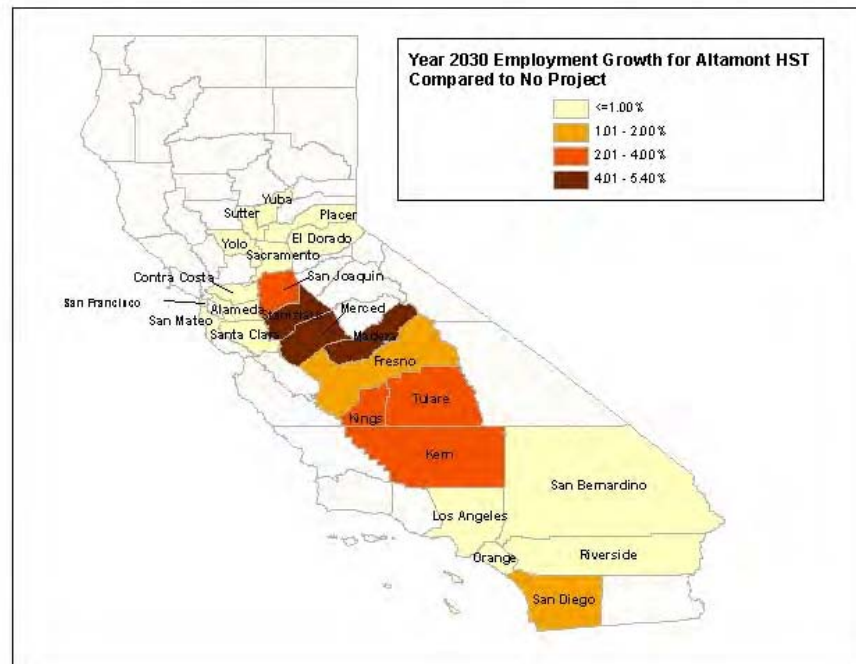 Year 2030 Employment Growth for Altamont HST
Compared to No Project
<=1.00%
1.01 - 2.00%
2.01 - 4.00%
4.01 - 5.40%
Yuba
Sutter
Placer
Yolo
El Dorado
Sacramento
Contra Costa
San Joaquin
San Francisco
Alameda
Stanislaus
Merced
San Mateo
Santa Clara
Madera
Fresno
Tulare
Kings
Kern
San Bernardino
Los Angeles
Orange
Riverside
San Diego